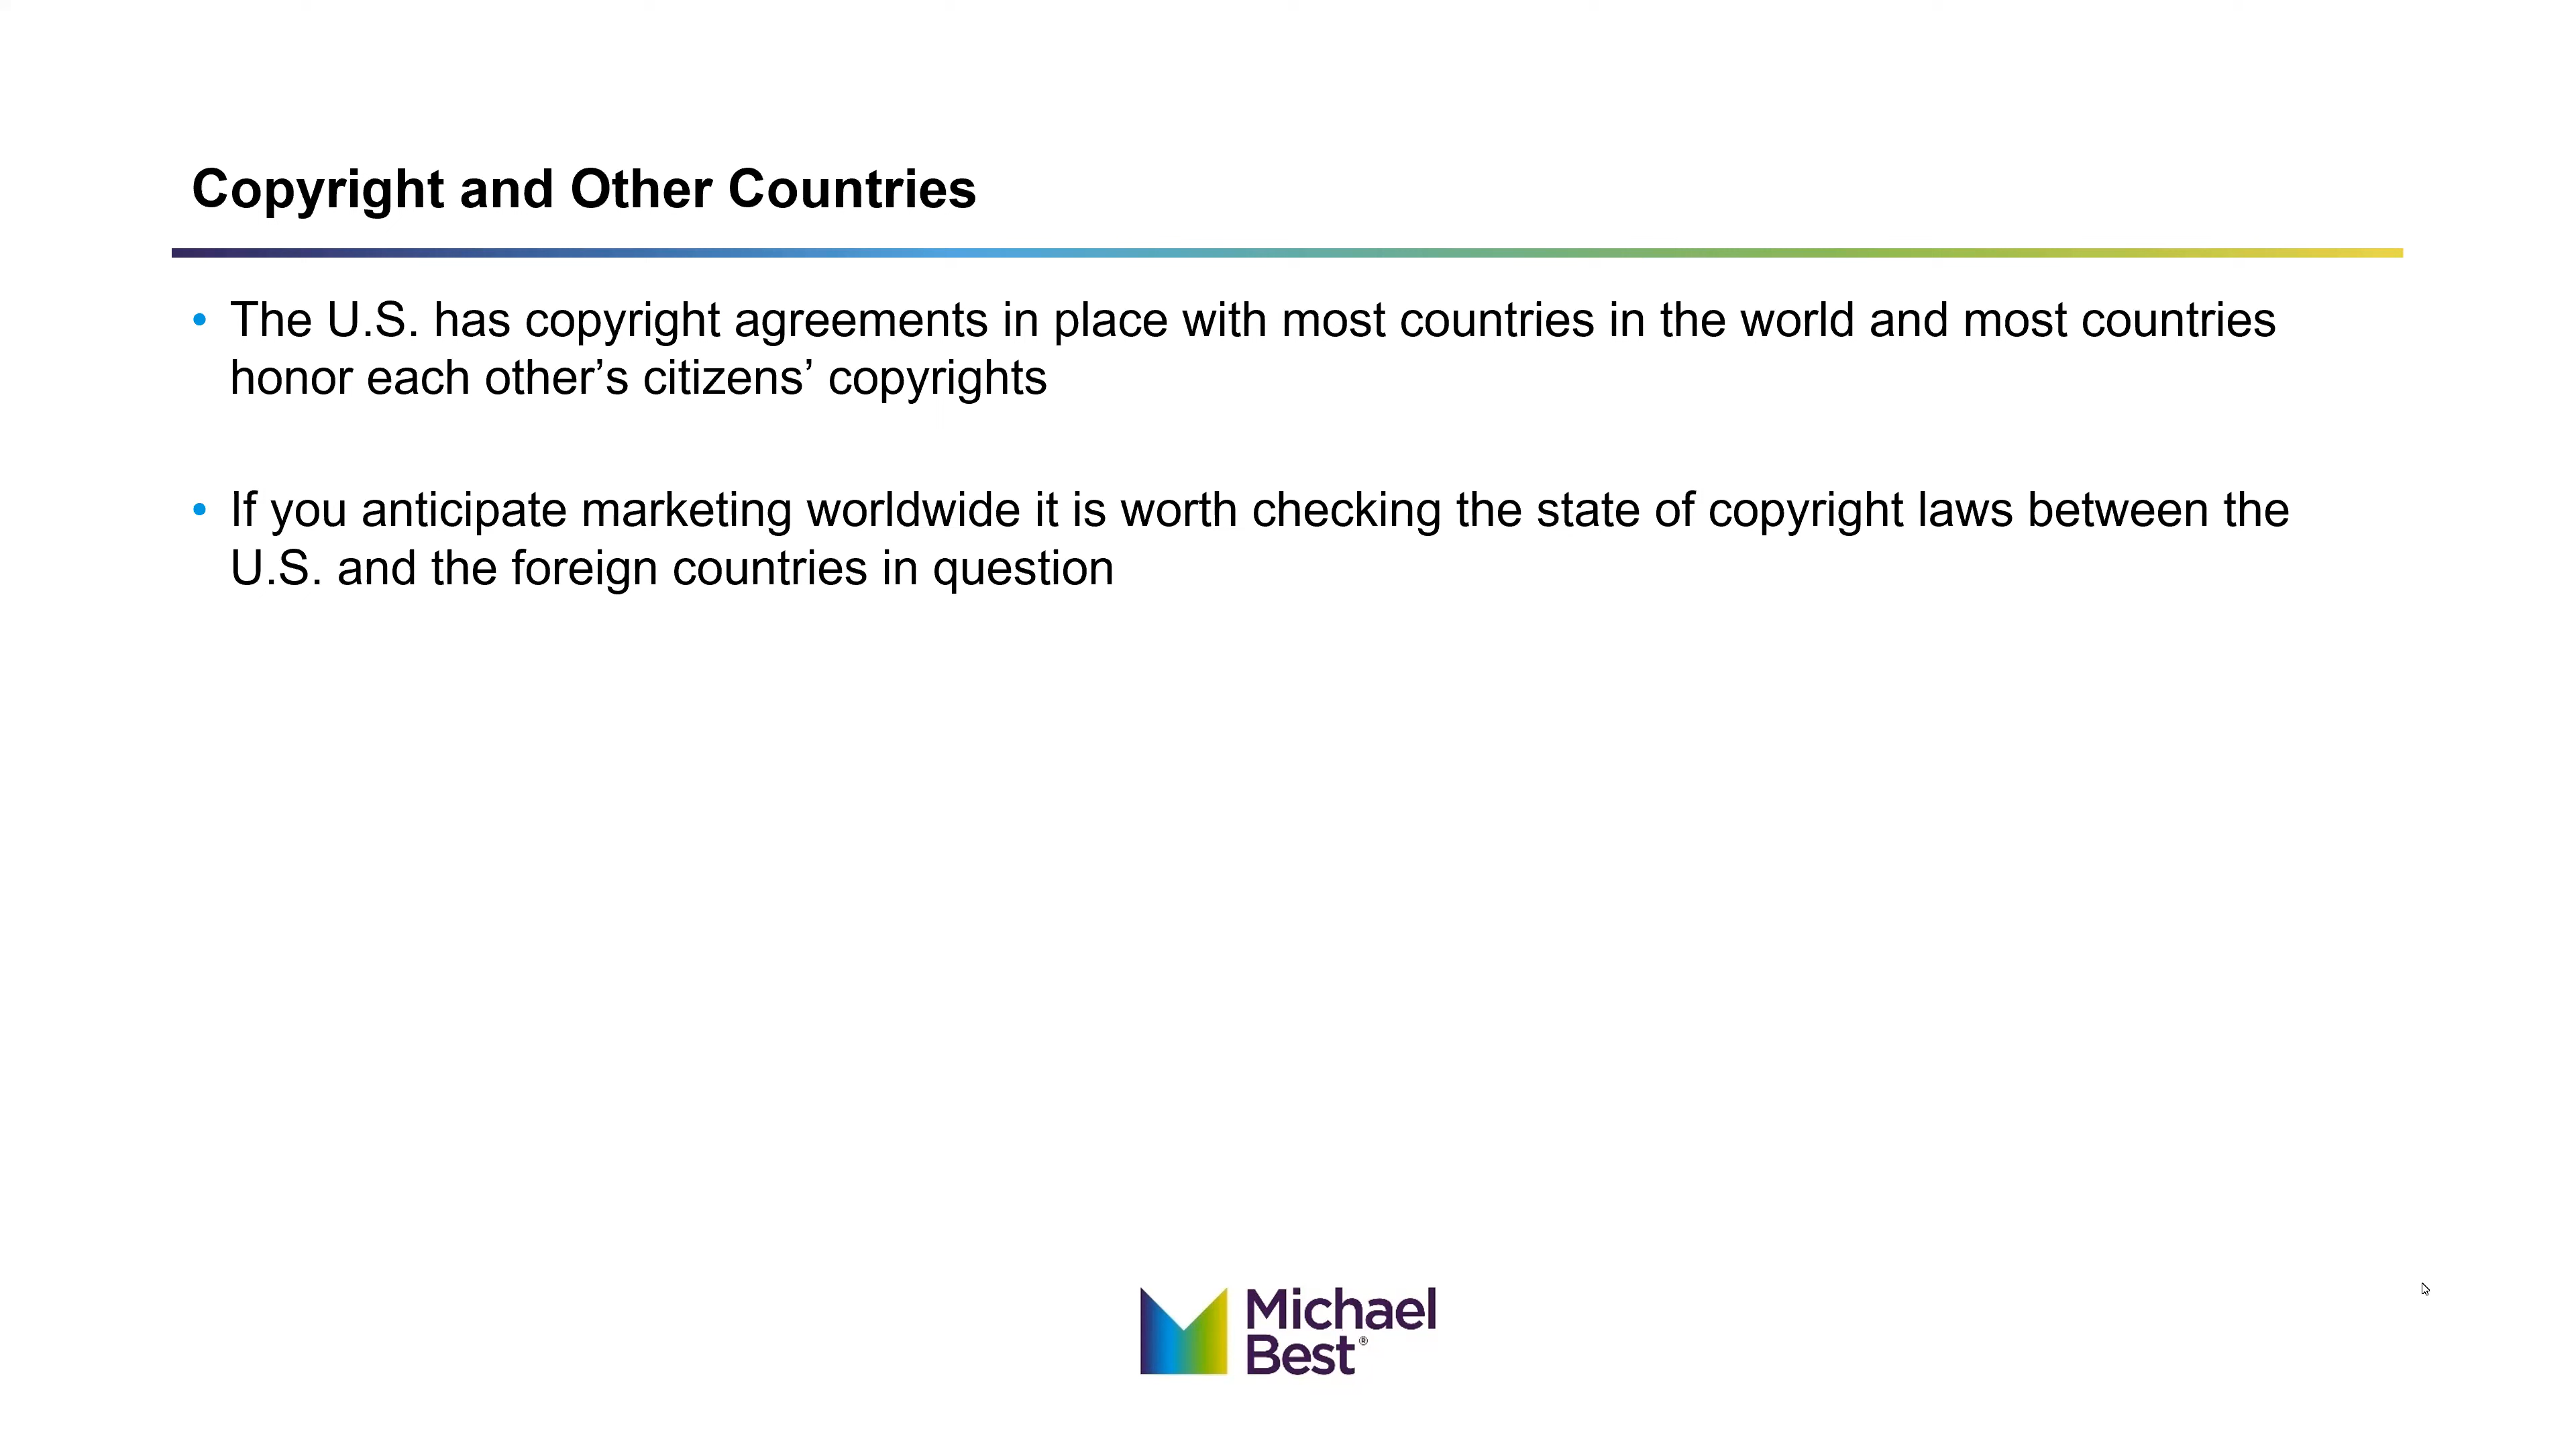 Copyright and Other Countries
• The U.S. has copyright agreements in place with most countries in the world and most countries
honor each other’s citizens’ copyrights
• If you anticipate marketing worldwide it is worth checking the state of copyright laws between the
U.S. and the foreign countries in question
Michael
Best®